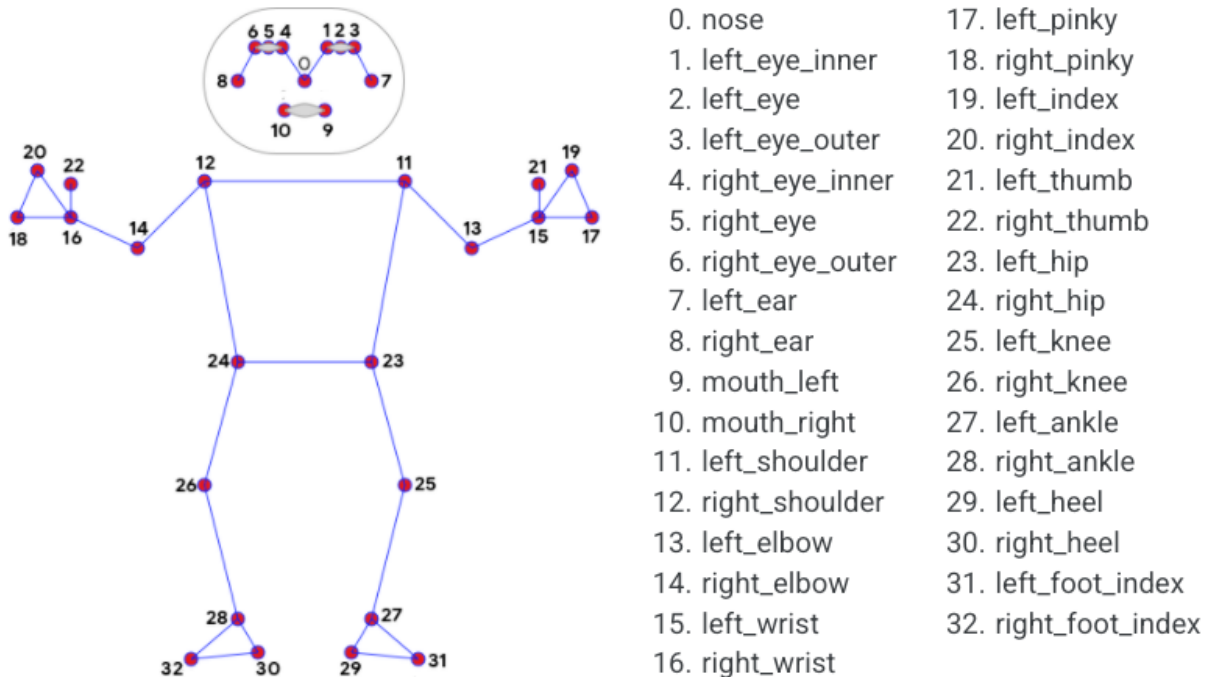 6 5 4 1 2 3
0
8 7
10 9
20 22 12 11 21 19
18 16 14 13 15 17
24 23
26 25
28 27
32 30 29 31
0. nose
1. left_eye_inner
2. left_eye
3. left_eye_outer
4. right_eye_inner
5. right_eye
6. right_eye_outer
7. left_ear
8. right_ear
9. mouth_left
10. mouth_right
11. left_shoulder
12. right_shoulder
13. left_elbow
14. right_elbow
15. left_wrist
16. right_wrist
17. left_pinky
18. right_pinky
19. left_index
20. right_index
21. left_thumb
22. right_thumb
23. left_hip
24. right_hip
25. left_knee
26. right_knee
27. left_ankle
28. right_ankle
29. left_heel
30. right_heel
31. left_foot_index
32. right_foot_index